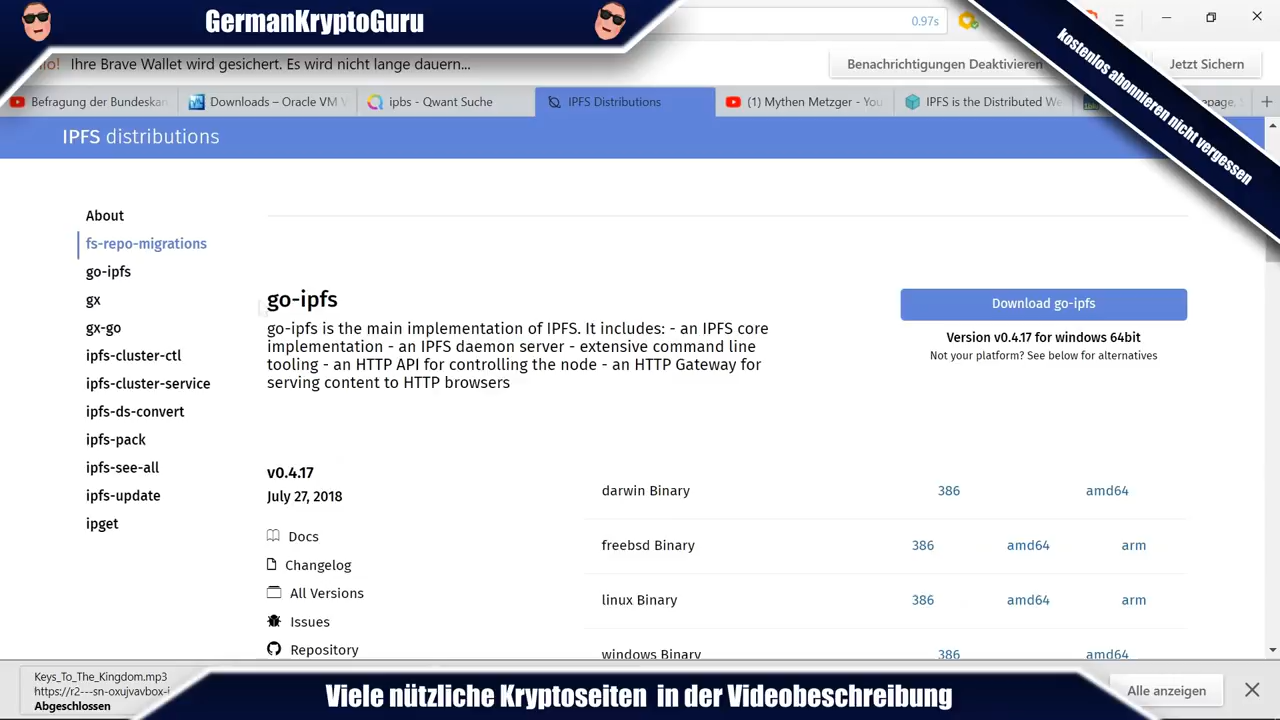 GermanKryptoGuru
0.97s
kostenlos abonnieren nicht vergessen
Ihre Brave Wallet wird gesichert. Es wird nicht lange dauern...
Benachrichtigungen Deaktivieren
Jetzt Sichern
Befragung der Bundeskan
Downloads – Oracle VM V
ipbs - Qwant Suche
IPFS Distributions
(1) Mythen Metzger - You
IPFS is the Distributed We
IPFS distributions
About
fs-repo-migrations
go-ipfs
gx
gx-go
ipfs-cluster-ctl
ipfs-cluster-service
ipfs-ds-convert
ipfs-pack
ipfs-see-all
ipfs-update
ipget
go-ipfs
go-ipfs is the main implementation of IPFS. It includes: - an IPFS core
implementation - an IPFS daemon server - extensive command line
tooling - an HTTP API for controlling the node - an HTTP Gateway for
serving content to HTTP browsers
Download go-ipfs
Version v0.4.17 for windows 64bit
Not your platform? See below for alternatives
v0.4.17
July 27, 2018
Docs
Changelog
All Versions
Issues
Repository
darwin Binary 386 amd64
freebsd Binary 386 amd64 arm
linux Binary 386 amd64 arm
windows Binary 386 amd64
Keys_To_The_Kingdom.mp3
https://r2---sn-oxujvavbox-i
Abgeschlossen
Viele nützliche Kryptoseiten in der Videobeschreibung
Alle anzeigen